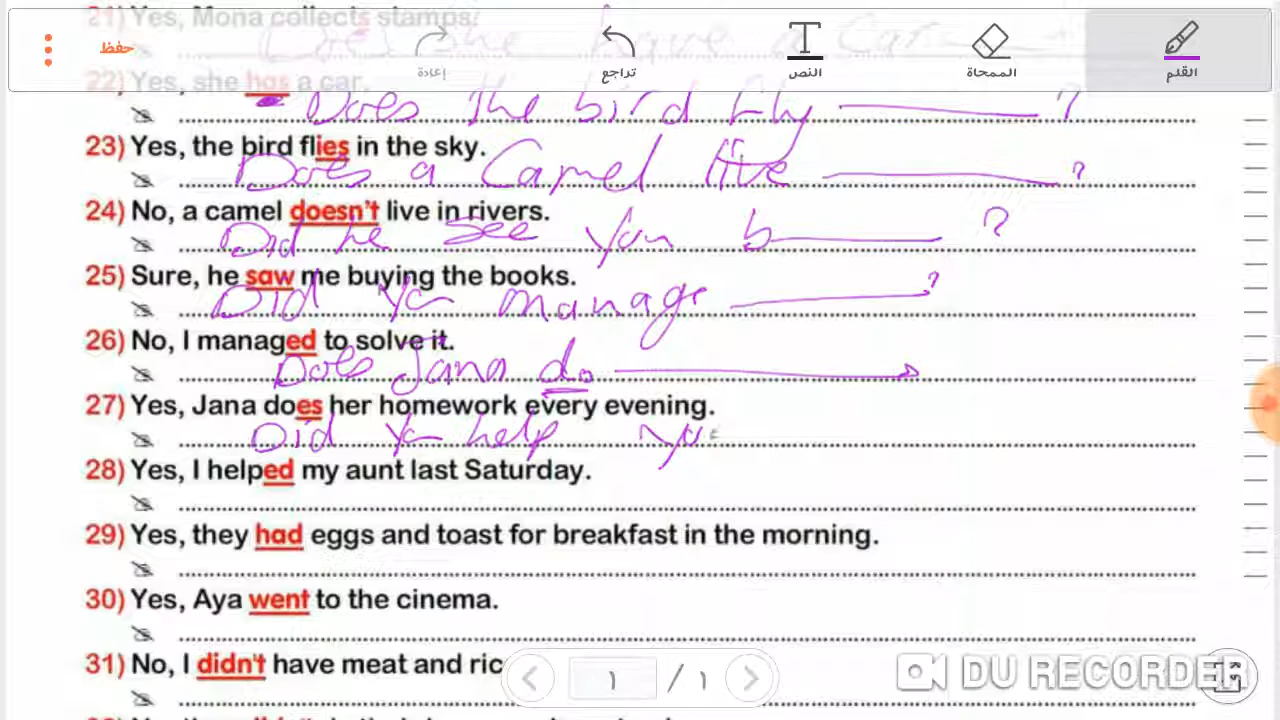 21) Yes, Mona collects stamps.
Does she have a car
حفظ
إعادة
تراجع
النص
الممحاة
القلم
22) Yes, she has a car.
Does the bird fly ?
23) Yes, the bird flies in the sky.
Does a Camel live ?
24) No, a camel doesn't live in rivers.
Did he see you b ?
25) Sure, he saw me buying the books.
Did you manage ?
26) No, I managed to solve it.
Does Jana do
27) Yes, Jana does her homework every evening.
Did you help
28) Yes, I helped my aunt last Saturday.
29) Yes, they had eggs and toast for breakfast in the morning.
30) Yes, Aya went to the cinema.
31) No, I didn't have meat and ric
١ / ١
DU RECORDER